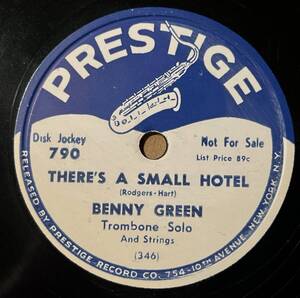 PRESTIGE
Disk Jockey
790
Not For Sale
List Price 89c
THERE'S A SMALL HOTEL
(Rodgers-Hart)
BENNY GREEN
Trombone Solo
And Strings
(346)
RELEASED BY PRESTIGE RECORD CO. 754-10TH AVENUE, NEW YORK, N.Y.